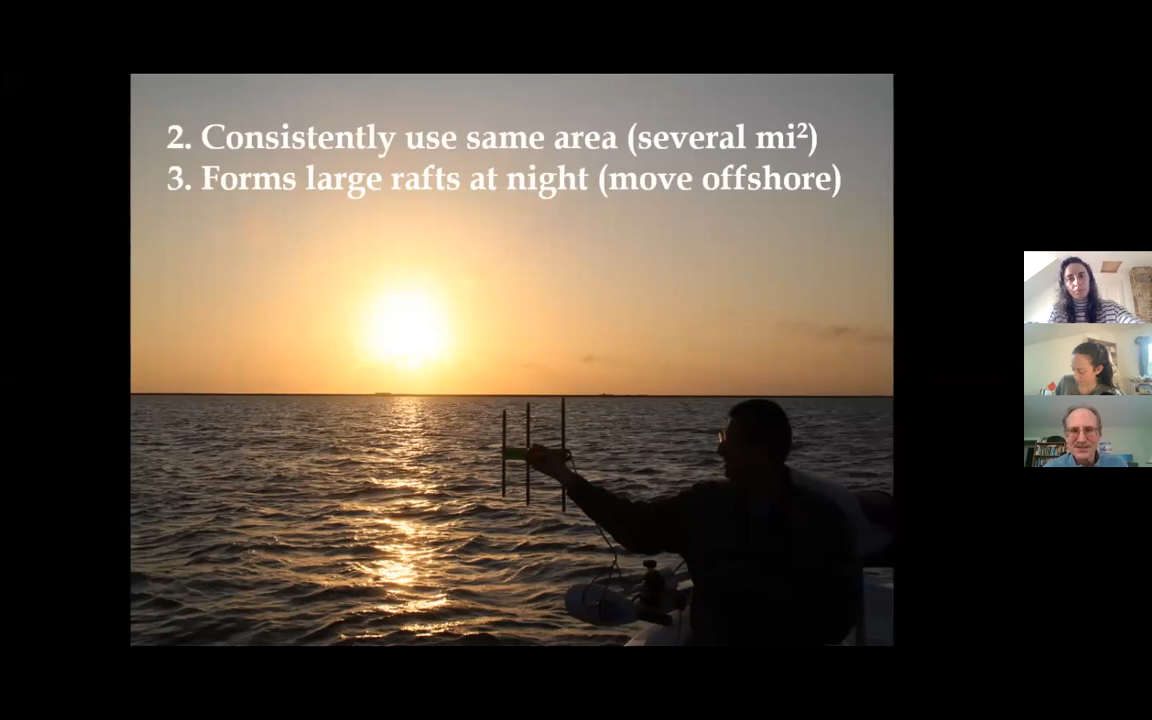 2. Consistently use same area (several mi²)
3. Forms large rafts at night (move offshore)